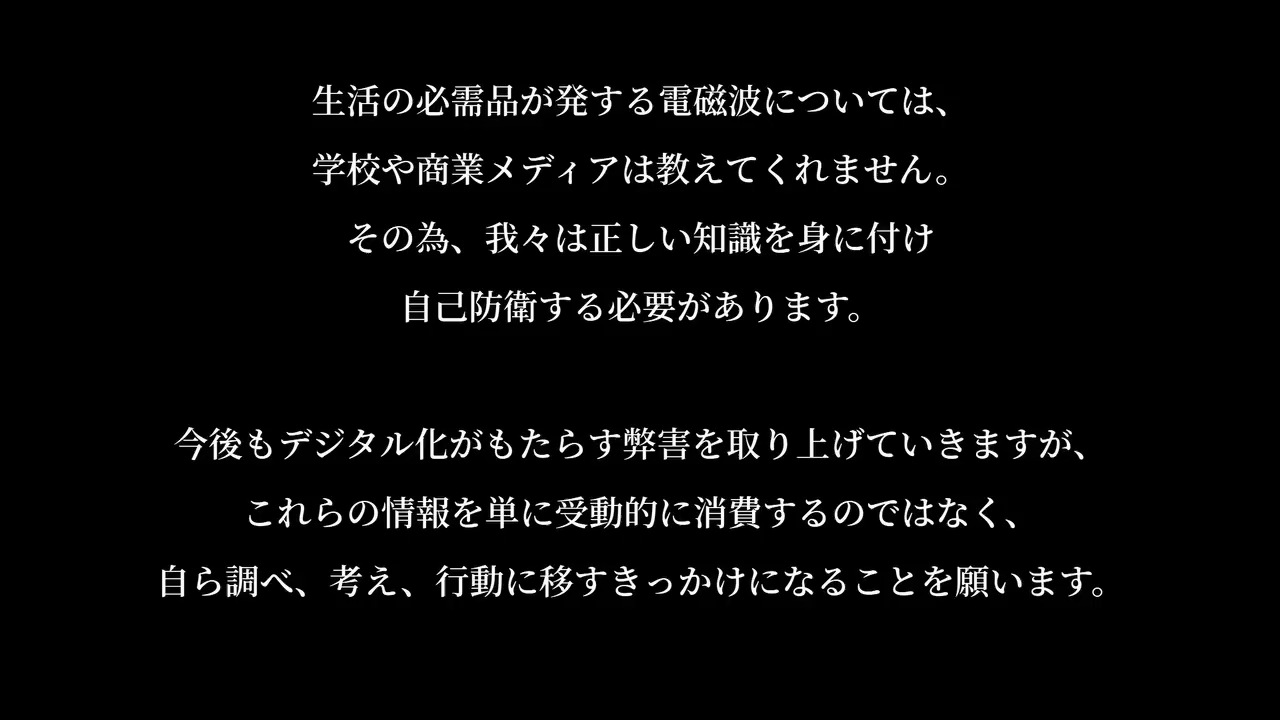 生活の必需品が発する電磁波については、
学校や商業メディアは教えてくれません。
その為、我々は正しい知識を身に付け
自己防衛する必要があります。
今後もデジタル化がもたらす弊害を取り上げていきますが、
これらの情報を単に受動的に消費するのではなく、
自ら調べ、考え、行動に移すきっかけになることを願います。